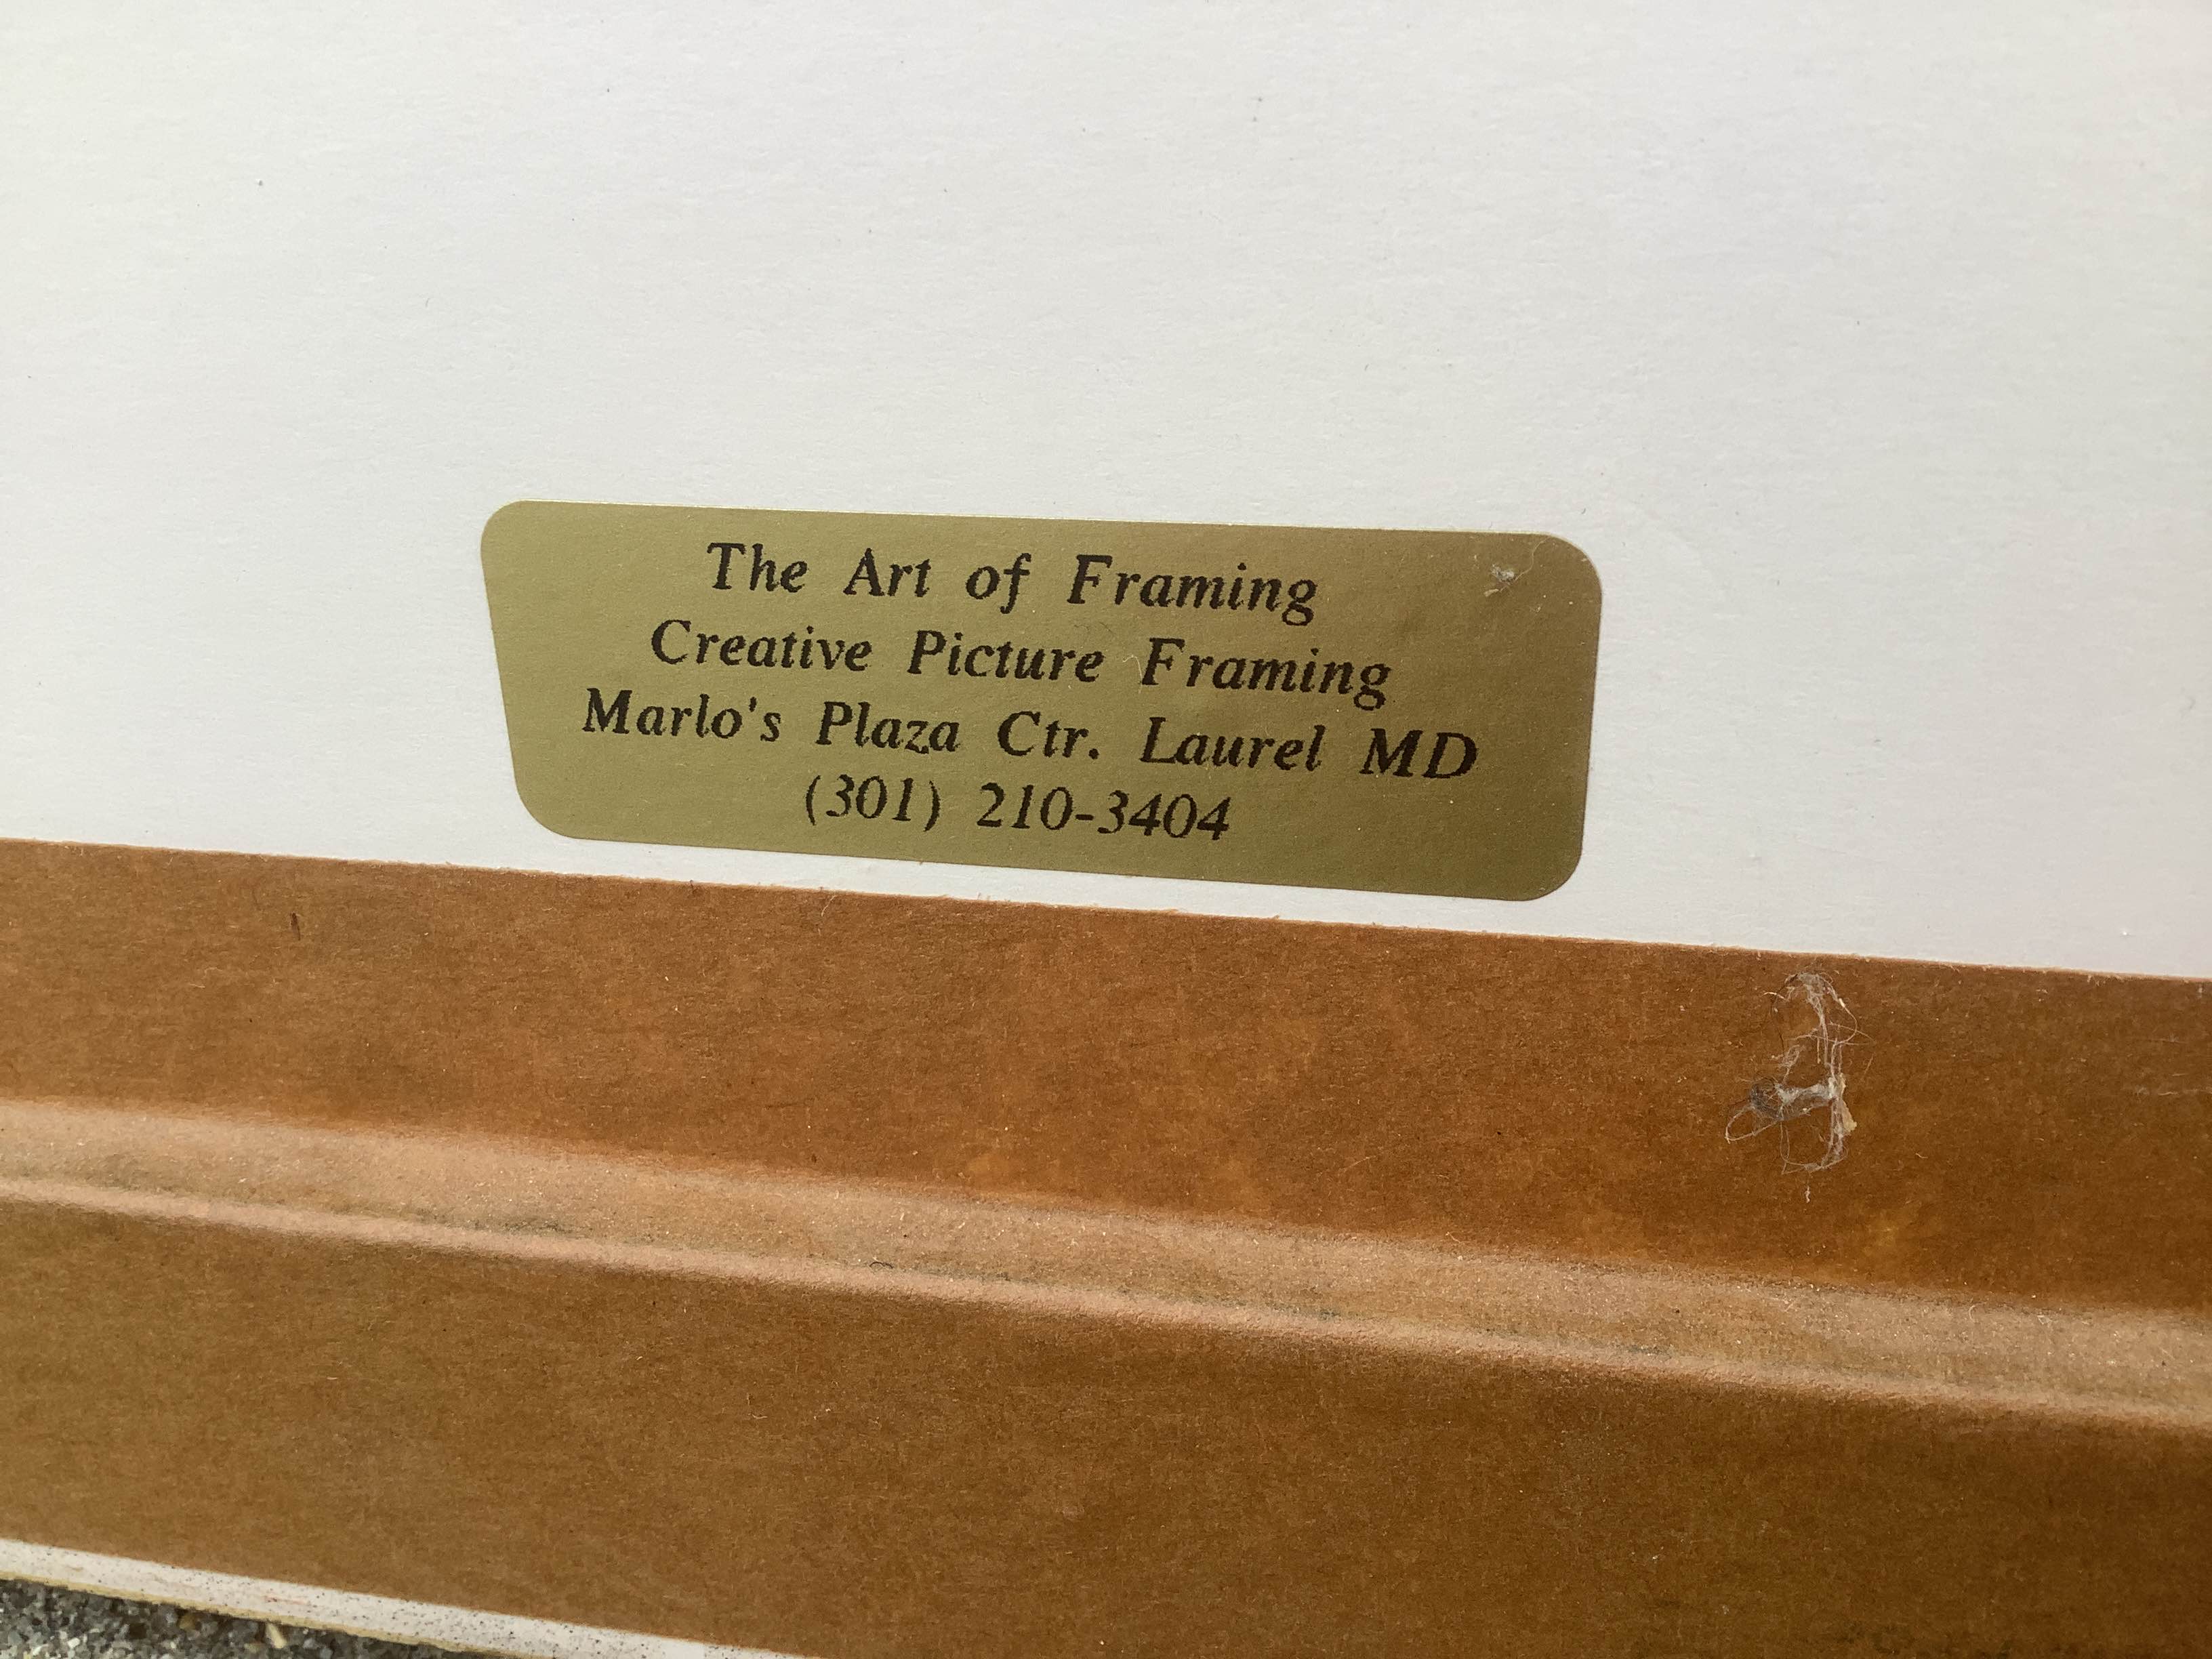 The Art of Framing
Creative Picture Framing
Marlo's Plaza Ctr. Laurel MD
(301) 210-3404